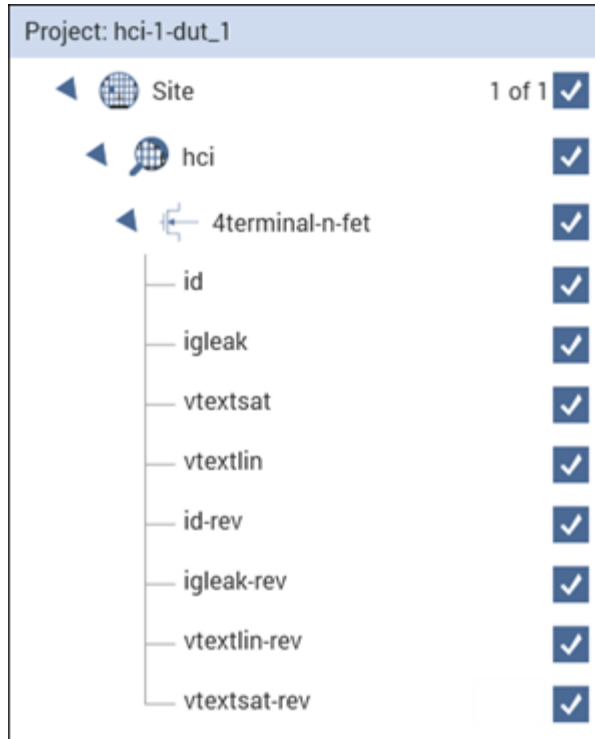 Project: hci-1-dut_1
Site 1 of 1
hci
4terminal-n-fet
id
igleak
vtextsat
vtextlin
id-rev
igleak-rev
vtextlin-rev
vtextsat-rev